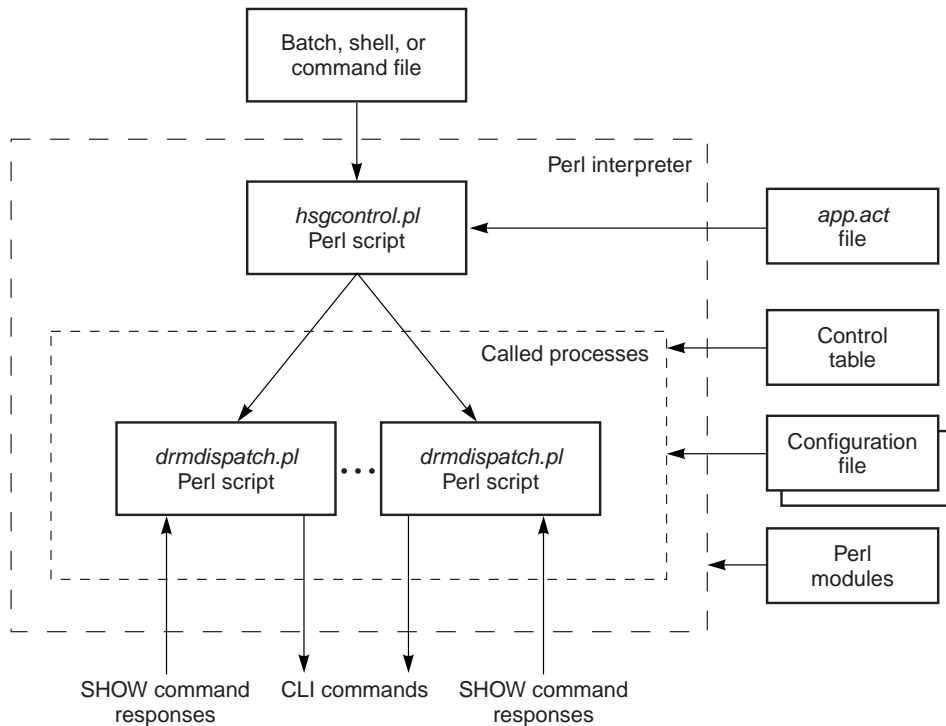 Batch, shell, or
command file
Perl interpreter
hsgcontrol.pl
Perl script
app.act
file
Called processes
Control
table
drmdispatch.pl
Perl script
drmdispatch.pl
Perl script
Configuration
file
Perl
modules
SHOW command
responses
CLI commands
SHOW command
responses